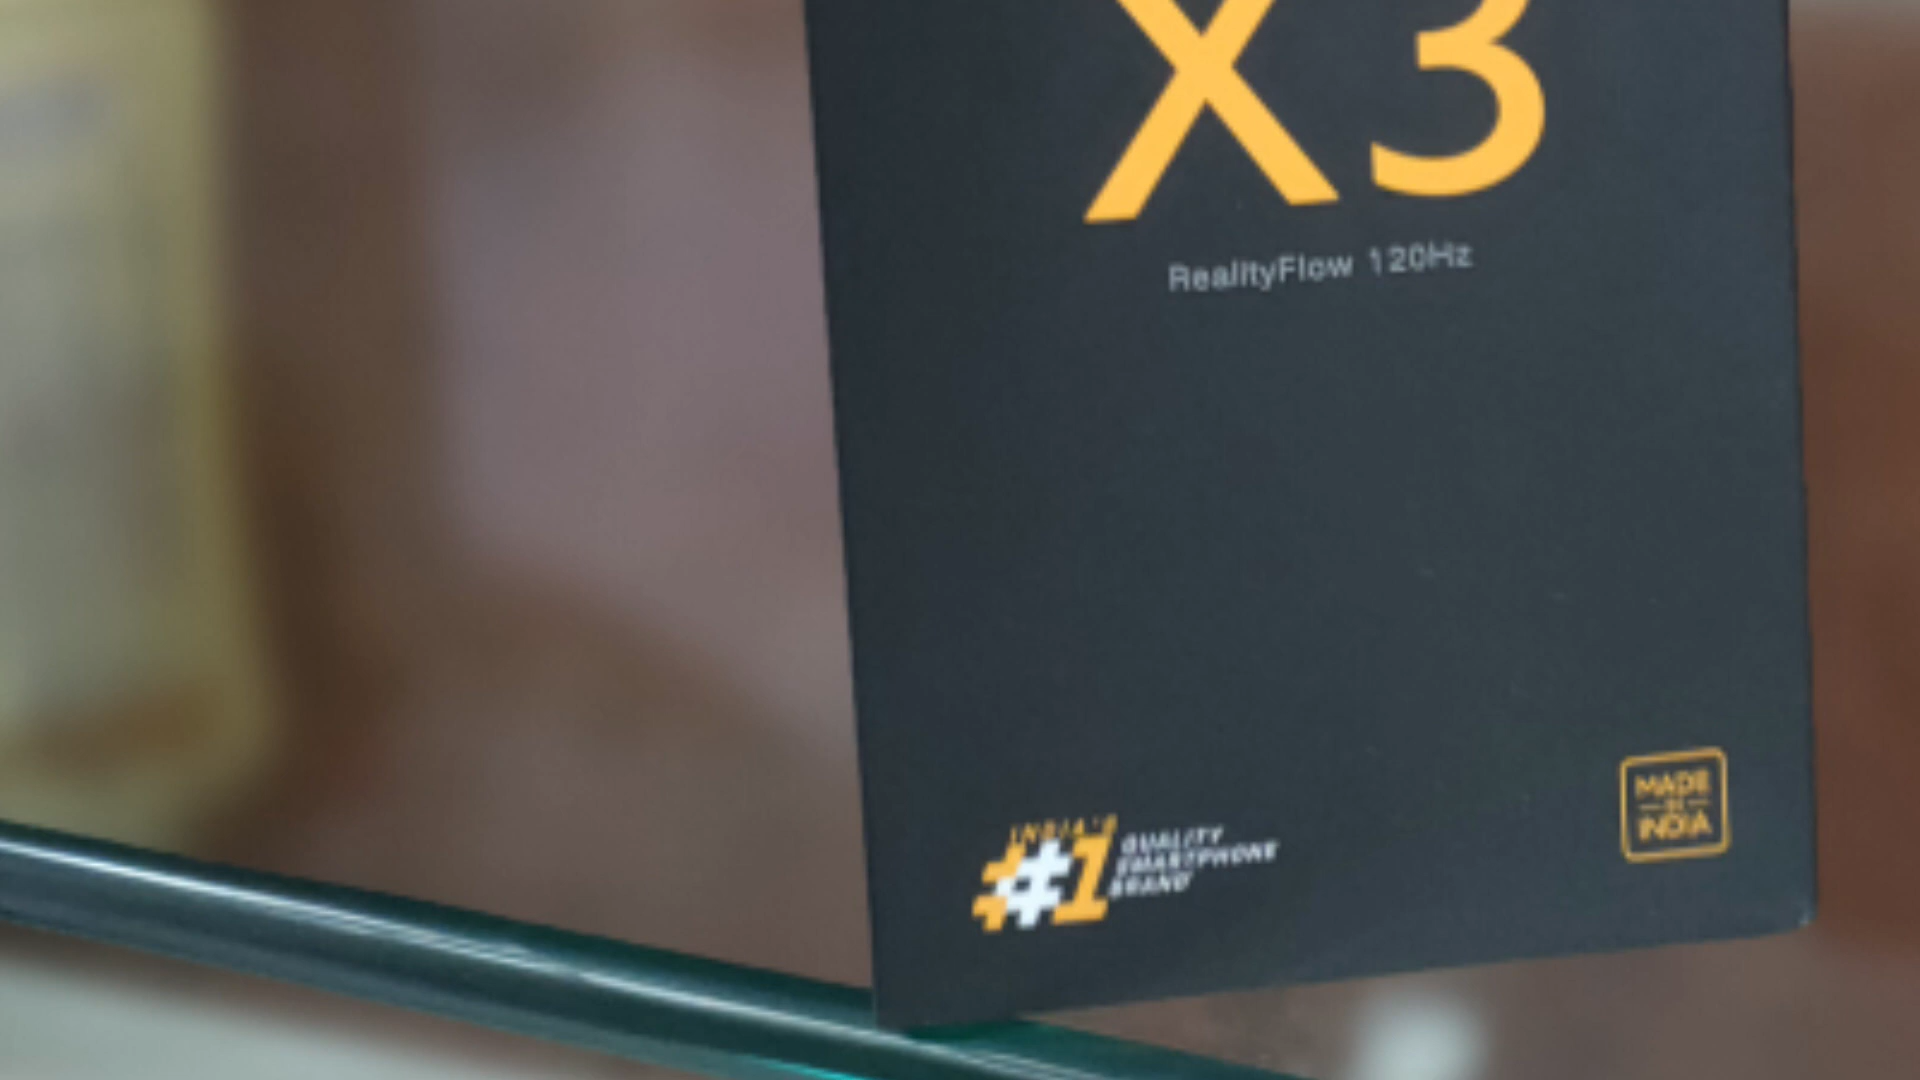 X3
RealityFlow 120Hz
INDIA'S
#1
QUALITY
SMARTPHONE
BRAND
MADE
IN
INDIA